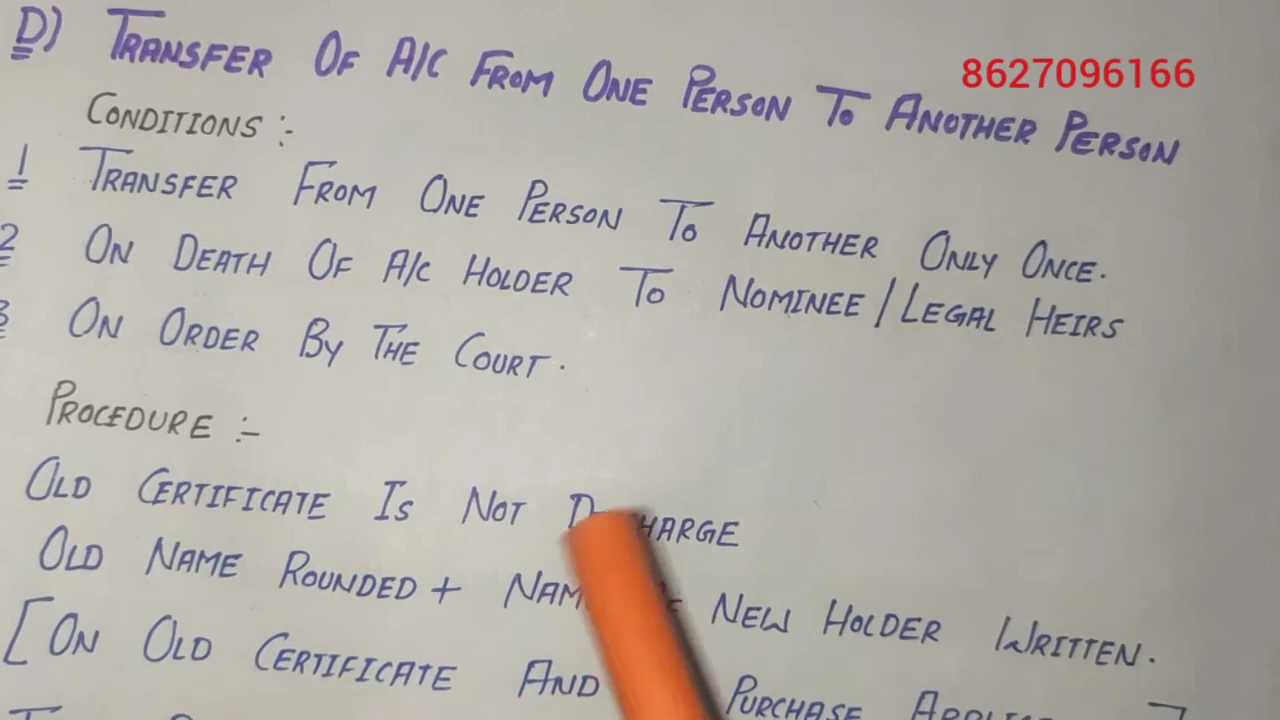 D) TRANSFER OF A/C FROM ONE PERSON TO ANOTHER PERSON
8627096166
CONDITIONS :-
1 TRANSFER FROM ONE PERSON TO ANOTHER ONLY ONCE.
2 ON DEATH OF A/C HOLDER TO NOMINEE/LEGAL HEIRS
3 ON ORDER BY THE COURT.
PROCEDURE :-
OLD CERTIFICATE IS NOT
OLD NAME ROUNDED + NEW HOLDER WRITTEN.
[ON OLD CERTIFICATE AND PURCHASE